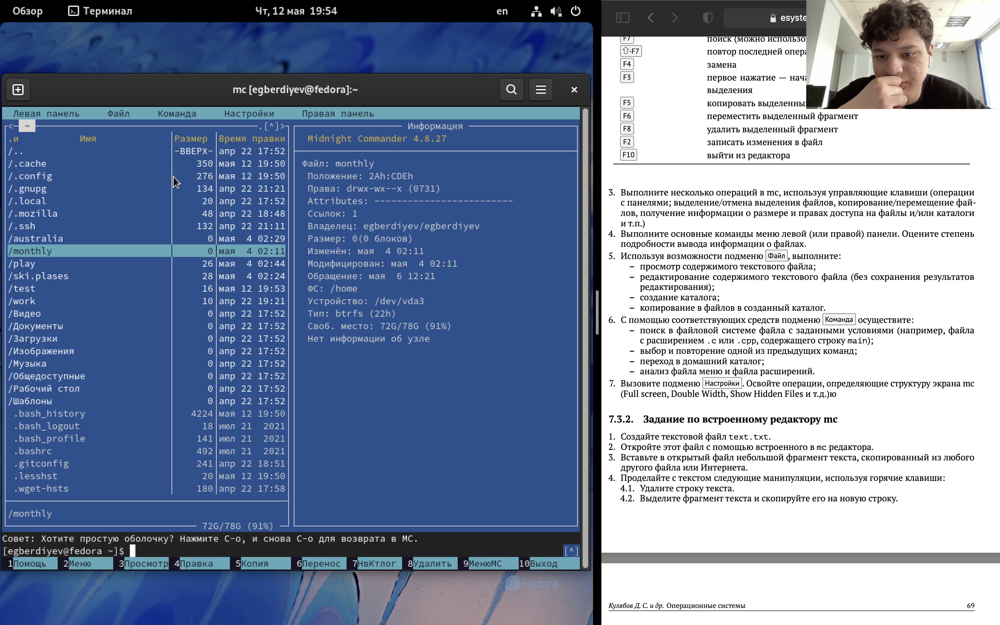 Обзор Терминал Чт, 12 мая 19:54 en
mc [egberdiyev@fedora]:~
Левая панель Файл Команда Настройки Правая панель
<─ ~ .[^]>
.и Имя Размер Время правки
/.. -ВВЕРХ- апр 22 17:52
/.cache 350 мая 12 19:50
/.config 276 мая 12 19:50
/.gnupg 134 апр 22 21:21
/.local 20 апр 22 17:52
/.mozilla 48 апр 22 18:48
/.ssh 132 апр 22 21:11
/australia 0 мая 4 02:29
/monthly 0 мая 4 02:11
/play 26 мая 4 02:44
/ski.plases 28 мая 4 02:24
/test 16 мая 12 19:53
/work 10 апр 22 19:21
/Видео 0 апр 22 17:52
/Документы 0 апр 22 17:52
/Загрузки 0 апр 22 17:52
/Изображения 0 апр 22 17:52
/Музыка 0 апр 22 17:52
/Общедоступные 0 апр 22 17:52
/Рабочий стол 0 апр 22 17:52
/Шаблоны 0 апр 22 17:52
.bash_history 4224 мая 12 19:50
.bash_logout 18 июл 21 2021
.bash_profile 141 июл 21 2021
.bashrc 492 июл 21 2021
.gitconfig 241 апр 22 18:51
.lesshst 20 мая 12 19:50
.wget-hsts 180 апр 22 17:58
/monthly
72G/78G (91%)
Информация
Midnight Commander 4.8.27
Файл: monthly
Положение: 2Ah:CDEh
Права: drwx-wx--x (0731)
Attributes: -------------------------
Ссылок: 1
Владелец: egberdiyev/egberdiyev
Размер: 0(0 блоков)
Изменён: мая 4 02:11
Модифицирован: мая 4 02:11
Обращение: мая 6 12:21
ФС: /home
Устройство: /dev/vda3
Тип: btrfs (22h)
Своб. место: 72G/78G (91%)
Нет информации об узле
Совет: Хотите простую оболочку? Нажмите C-o, и снова C-o для возврата в MC.
[egberdiyev@fedora ~]$ [^]
1Помощь 2Меню 3Просмотр 4Правка 5Копия 6Перенос 7НвКтлог 8Удалить 9МенюMC 10Выход
fedora
esyste
F7 поиск (можно использо
⇧-F7 повтор последней опера
F4 замена
F3 первое нажатие — нача
выделения
F5 копировать выделенны
F6 переместить выделенный фрагмент
F8 удалить выделенный фрагмент
F2 записать изменения в файл
F10 выйти из редактора
3. Выполните несколько операций в mc, используя управляющие клавиши (операции
с панелями; выделение/отмена выделения файлов, копирование/перемещение фай-
лов, получение информации о размере и правах доступа на файлы и/или каталоги
и т.п.)
4. Выполните основные команды меню левой (или правой) панели. Оцените степень
подробности вывода информации о файлах.
5. Используя возможности подменю Файл, выполните:
– просмотр содержимого текстового файла;
– редактирование содержимого текстового файла (без сохранения результатов
редактирования);
– создание каталога;
– копирование в файлов в созданный каталог.
6. С помощью соответствующих средств подменю Команда осуществите:
– поиск в файловой системе файла с заданными условиями (например, файла
с расширением .c или .cpp, содержащего строку main);
– выбор и повторение одной из предыдущих команд;
– переход в домашний каталог;
– анализ файла меню и файла расширений.
7. Вызовите подменю Настройки. Освойте операции, определяющие структуру экрана mc
(Full screen, Double Width, Show Hidden Files и т.д.)ю
7.3.2. Задание по встроенному редактору mc
1. Создайте текстовой файл text.txt.
2. Откройте этот файл с помощью встроенного в mc редактора.
3. Вставьте в открытый файл небольшой фрагмент текста, скопированный из любого
другого файла или Интернета.
4. Проделайте с текстом следующие манипуляции, используя горячие клавиши:
4.1. Удалите строку текста.
4.2. Выделите фрагмент текста и скопируйте его на новую строку.
Кулябов Д. С. и др. Операционные системы 69